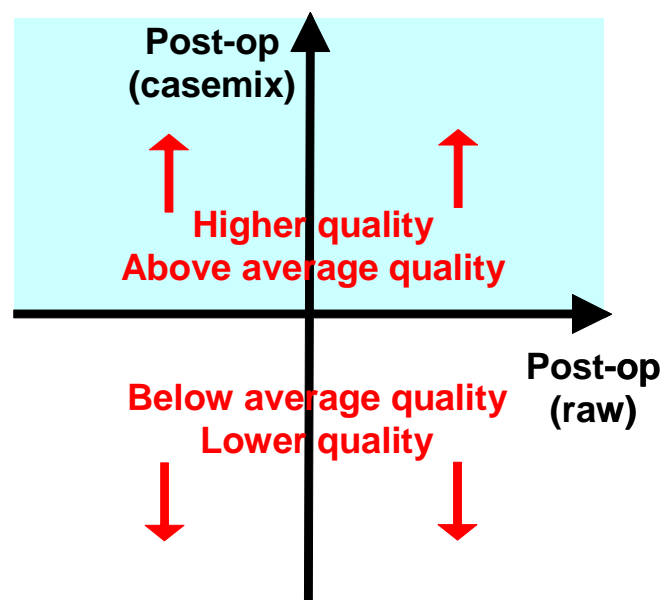 Post-op
(casemix)
Higher quality
Above average quality
Post-op
(raw)
Below average quality
Lower quality